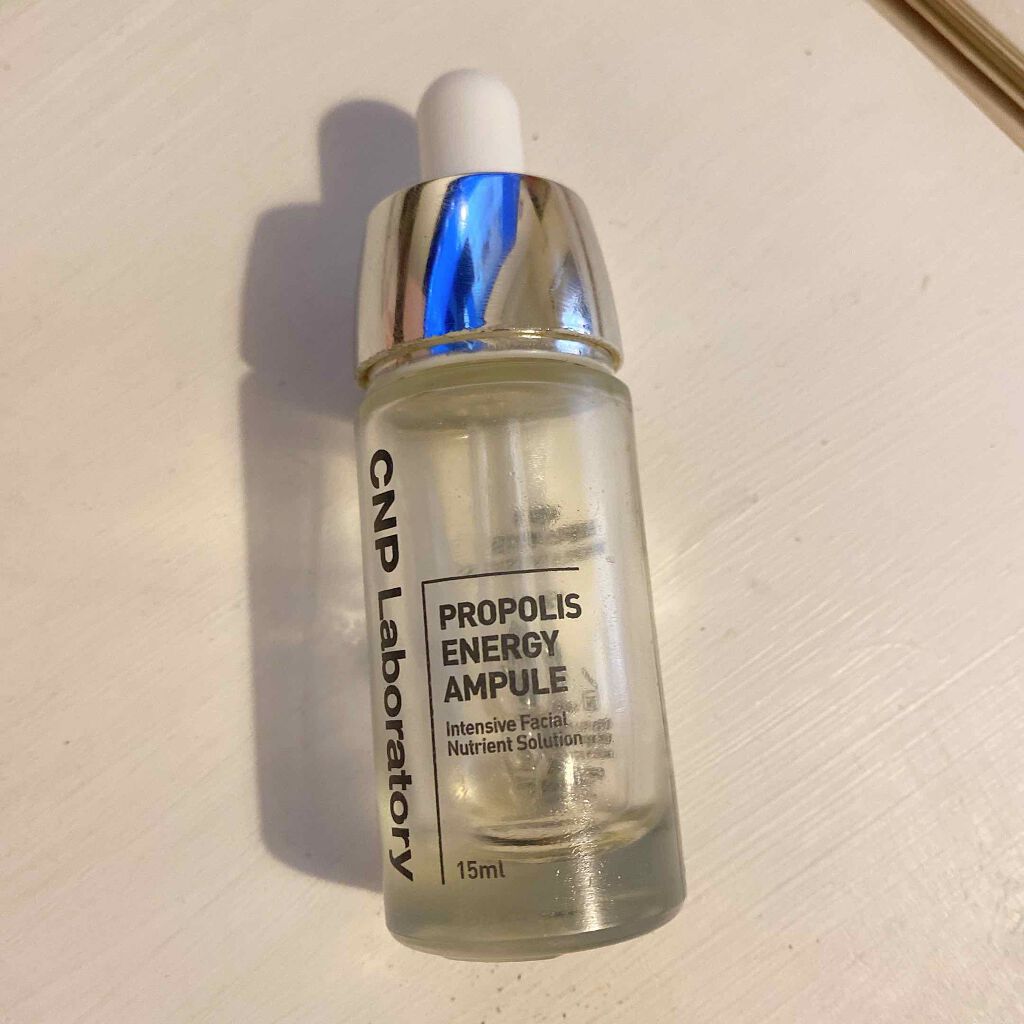 CNP Laboratory
PROPOLIS
ENERGY
AMPULE
Intensive Facial
Nutrient Solution
15ml